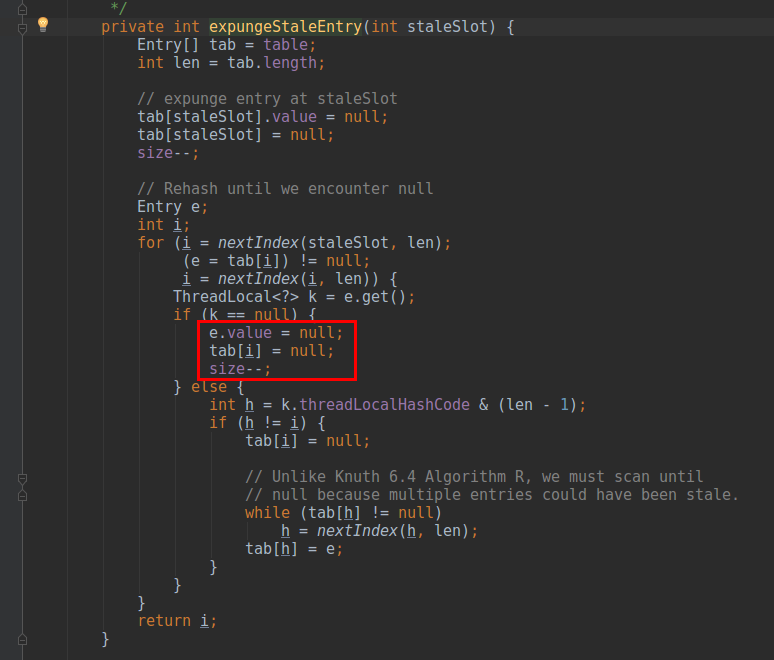 */
private int expungeStaleEntry(int staleSlot) {
Entry[] tab = table;
int len = tab.length;
// expunge entry at staleSlot
tab[staleSlot].value = null;
tab[staleSlot] = null;
size--;
// Rehash until we encounter null
Entry e;
int i;
for (i = nextIndex(staleSlot, len);
(e = tab[i]) != null;
i = nextIndex(i, len)) {
ThreadLocal<?> k = e.get();
if (k == null) {
e.value = null;
tab[i] = null;
size--;
} else {
int h = k.threadLocalHashCode & (len - 1);
if (h != i) {
tab[i] = null;
// Unlike Knuth 6.4 Algorithm R, we must scan until
// null because multiple entries could have been stale.
while (tab[h] != null)
h = nextIndex(h, len);
tab[h] = e;
}
}
}
return i;
}